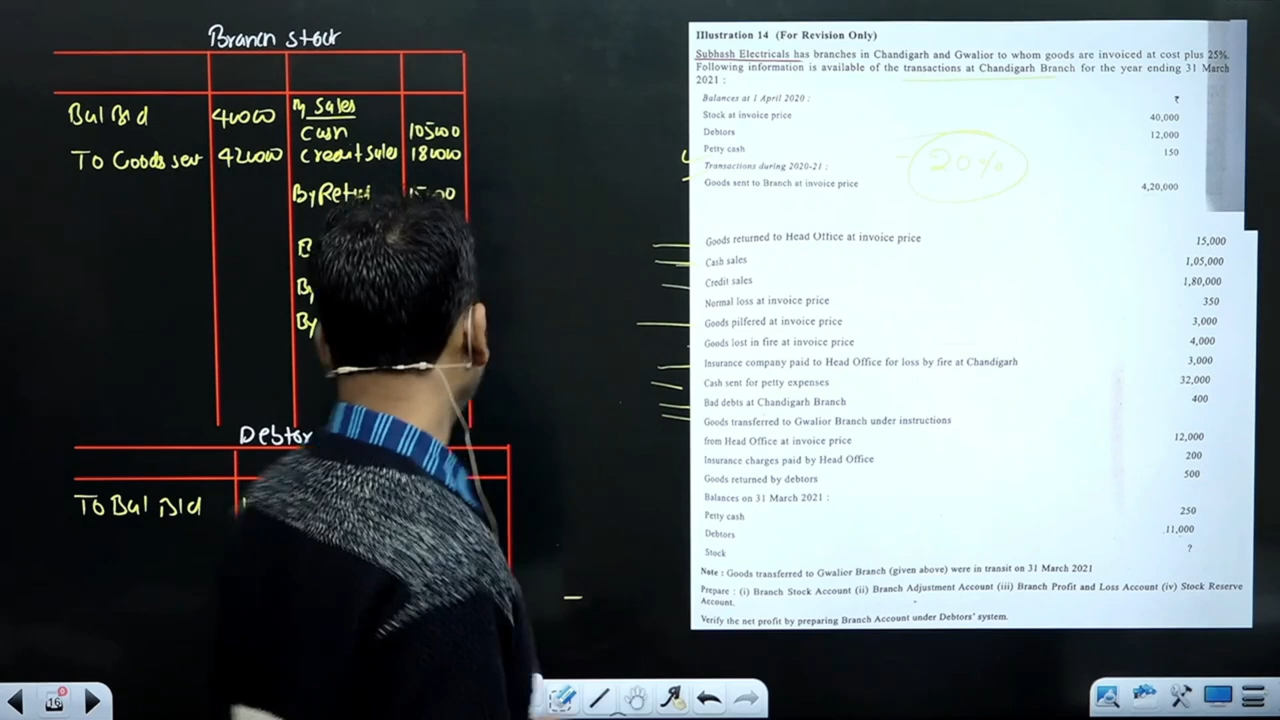 Branch stock
Bal B/d 40000 By Sales
Cash 105000
To Goods sent 420000 Credit Sales 180000
15000
Debtor
To Bal B/d
Illustration 14 (For Revision Only)
Subhash Electricals has branches in Chandigarh and Gwalior to whom goods are invoiced at cost plus 25%.
Following information is available of the transactions at Chandigarh Branch for the year ending 31 March
2021 :
Balances at 1 April 2020 : ₹
Stock at invoice price 40,000
Debtors 12,000
Petty cash 150
Transactions during 2020-21 :
Goods sent to Branch at invoice price 4,20,000
20%
Goods returned to Head Office at invoice price 15,000
Cash sales 1,05,000
Credit sales 1,80,000
Normal loss at invoice price 350
Goods pilfered at invoice price 3,000
Goods lost in fire at invoice price 4,000
Insurance company paid to Head Office for loss by fire at Chandigarh 3,000
Cash sent for petty expenses 32,000
Bad debts at Chandigarh Branch 400
Goods transferred to Gwalior Branch under instructions
from Head Office at invoice price 12,000
Insurance charges paid by Head Office 200
Goods returned by debtors 500
Balances on 31 March 2021 :
Petty cash 250
Debtors 11,000
Stock ?
Note : Goods transferred to Gwalior Branch (given above) were in transit on 31 March 2021
Prepare : (i) Branch Stock Account (ii) Branch Adjustment Account (iii) Branch Profit and Loss Account (iv) Stock Reserve
Account.
Verify the net profit by preparing Branch Account under Debtors' system.
16